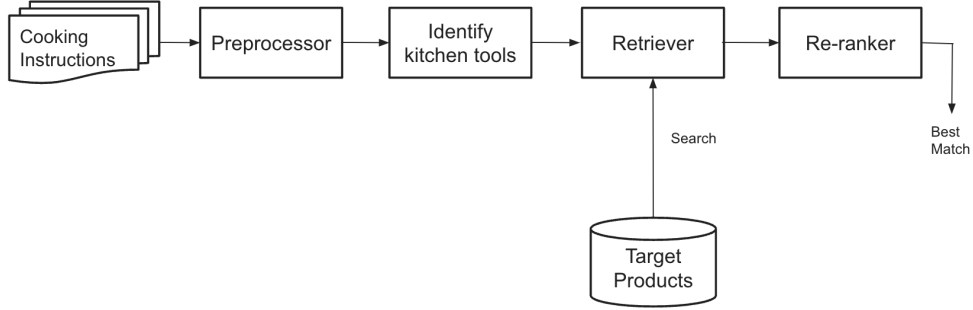 Cooking
Instructions
Preprocessor
Identify
kitchen tools
Retriever
Re-ranker
Best
Match
Search
Target
Products